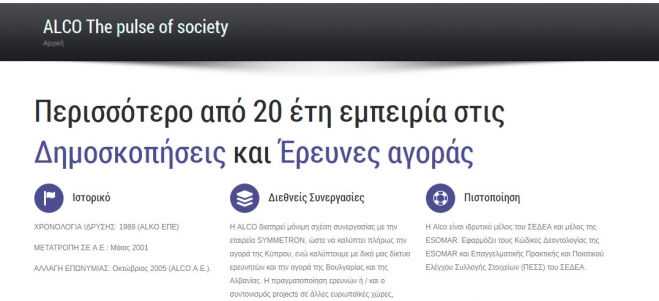 ALCO The pulse of society
Αρχική
Περισσότερο από 20 έτη εμπειρία στις
Δημοσκοπήσεις και Έρευνες αγοράς
Ιστορικό
ΧΡΟΝΟΛΟΓΙΑ ΙΔΡΥΣΗΣ: 1989 (ALKO ΕΠΕ)
ΜΕΤΑΤΡΟΠΗ ΣΕ Α.Ε.: Μάιος 2001
ΑΛΛΑΓΗ ΕΠΩΝΥΜΙΑΣ: Οκτώβριος 2005 (ALCO Α.Ε.).
Διεθνείς Συνεργασίες
Η ALCO διατηρεί μόνιμη σχέση συνεργασίας με την
εταιρεία SYMMETRON, ώστε να καλύπτει πλήρως την
αγορά της Κύπρου, ενώ καλύπτουμε με δικό μας δίκτυο
ερευνητών και την αγορά της Βουλγαρίας και της
Αλβανίας. Η πραγματοποίηση ερευνών ή / και ο
συντονισμός projects σε άλλες ευρωπαϊκές χώρες,
Πιστοποίηση
Η Alco είναι ιδρυτικό μέλος του ΣΕΔΕΑ και μέλος της
ESOMAR. Εφαρμόζει τους Κώδικες Δεοντολογίας της
ESOMAR και Επαγγελματικής Πρακτικής και Ποιοτικού
Ελέγχου Συλλογής Στοιχείων (ΠΕΣΣ) του ΣΕΔΕΑ.